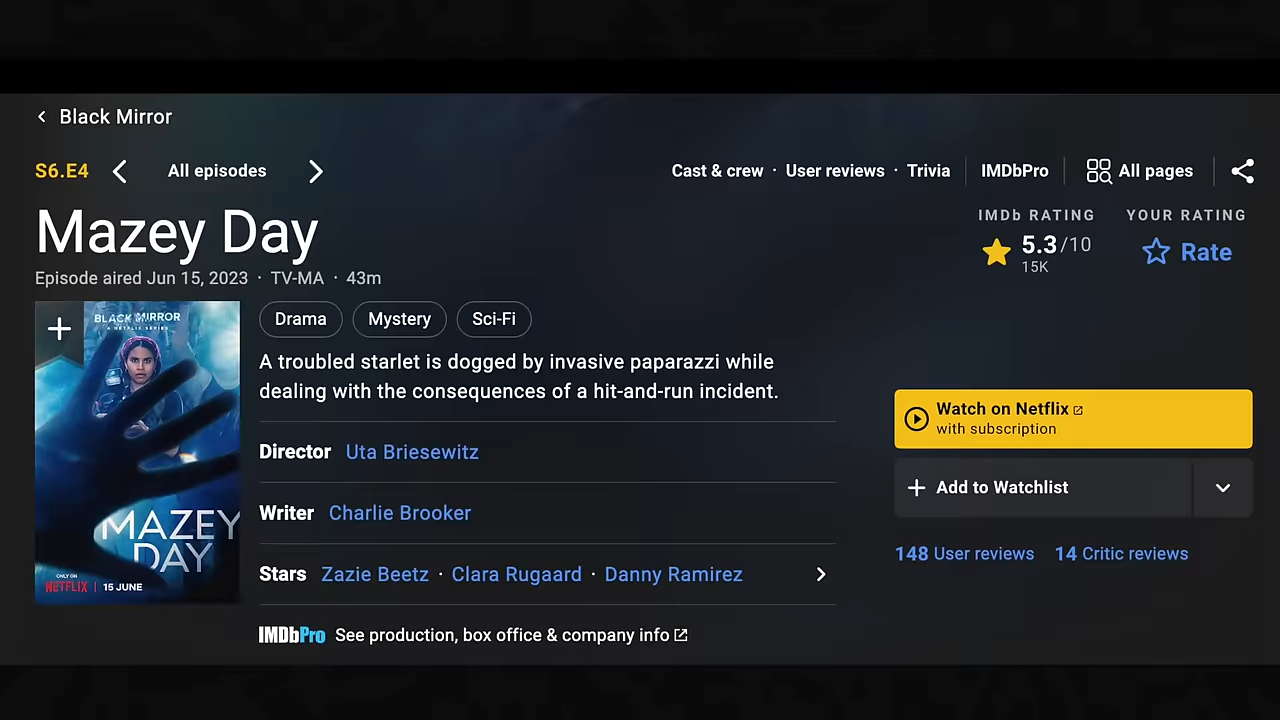 Black Mirror
S6.E4 All episodes
Cast & crew · User reviews · Trivia IMDbPro All pages
Mazey Day
IMDb RATING YOUR RATING
5.3/10 Rate
15K
Episode aired Jun 15, 2023 · TV-MA · 43m
BLACK MIRROR
A NETFLIX SERIES
MAZEY
DAY
ONLY ON
NETFLIX | 15 JUNE
Drama Mystery Sci-Fi
A troubled starlet is dogged by invasive paparazzi while
dealing with the consequences of a hit-and-run incident.
Director Uta Briesewitz
Writer Charlie Brooker
Stars Zazie Beetz · Clara Rugaard · Danny Ramirez
IMDbPro See production, box office & company info
Watch on Netflix
with subscription
Add to Watchlist
148 User reviews 14 Critic reviews